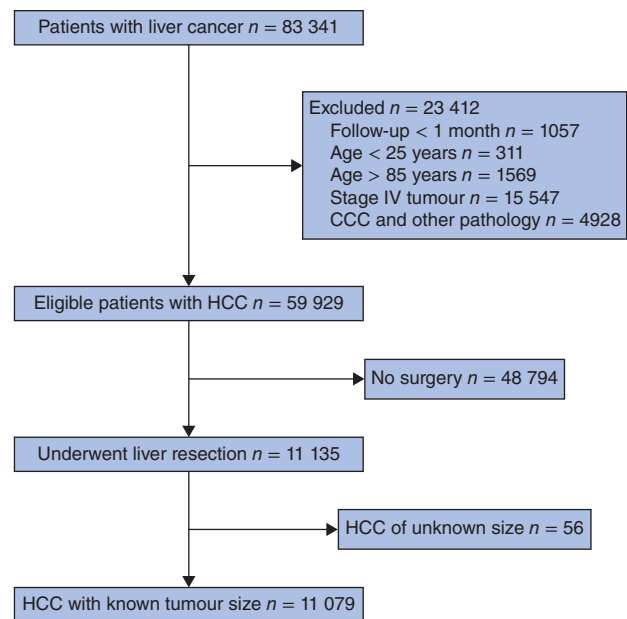 Patients with liver cancer n = 83 341
Excluded n = 23 412
Follow-up < 1 month n = 1057
Age < 25 years n = 311
Age > 85 years n = 1569
Stage IV tumour n = 15 547
CCC and other pathology n = 4928
Eligible patients with HCC n = 59 929
No surgery n = 48 794
Underwent liver resection n = 11 135
HCC of unknown size n = 56
HCC with known tumour size n = 11 079